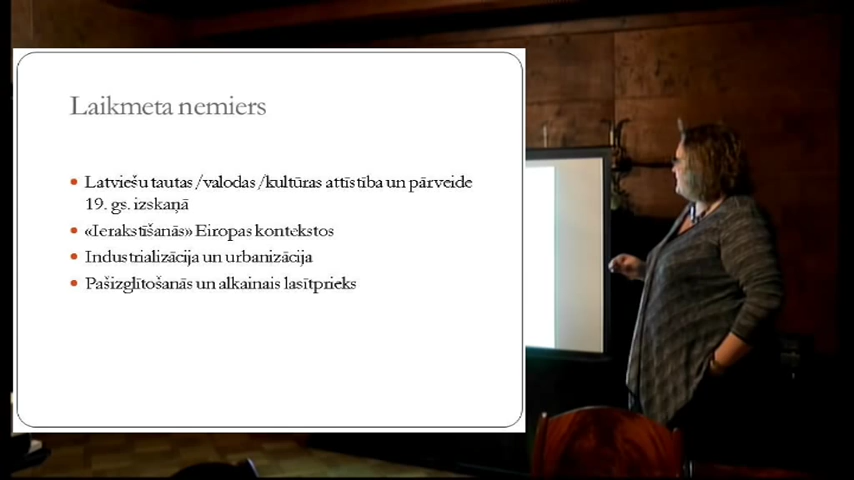 Laikmeta nemiers
Latviešu tautas/valodas/kultūras attīstība un pārveide
19. gs. izskaņā
«Ierakstīšanās» Eiropas kontekstos
Industrializācija un urbanizācija
Pašizglītošanās un alkainais lasītprieks